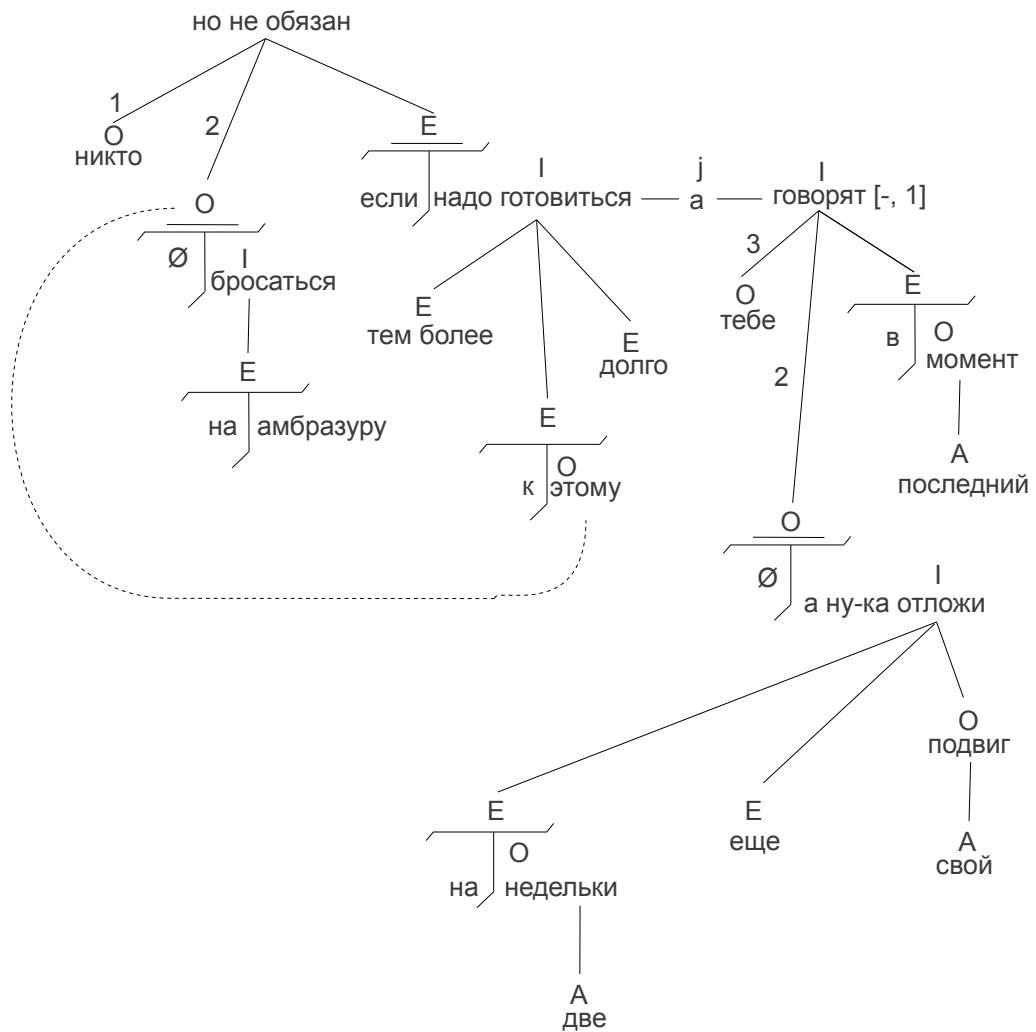 но не обязан
1
2
О
никто
Е
О
Ø
I
бросаться
Е
на амбразуру
если
I
надо готовиться
j
а
I
говорят [-, 1]
Е
тем более
Е
долго
Е
О
к этому
3
О
тебе
2
Е
в
О
момент
А
последний
О
Ø
I
а ну-ка отложи
Е
О
на недельки
А
две
Е
еще
О
подвиг
А
свой